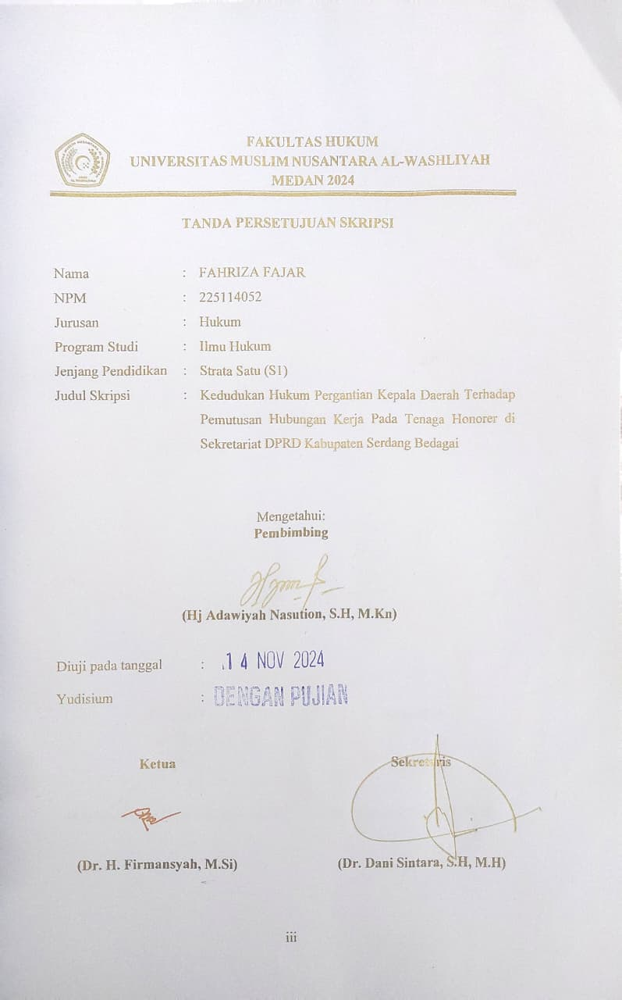 FAKULTAS HUKUM
UNIVERSITAS MUSLIM NUSANTARA AL-WASHLIYAH
MEDAN 2024
TANDA PERSETUJUAN SKRIPSI
Nama : FAHRIZA FAJAR
NPM : 225114052
Jurusan : Hukum
Program Studi : Ilmu Hukum
Jenjang Pendidikan : Strata Satu (S1)
Judul Skripsi : Kedudukan Hukum Pergantian Kepala Daerah Terhadap
Pemutusan Hubungan Kerja Pada Tenaga Honorer di
Sekretariat DPRD Kabupaten Serdang Bedagai
Mengetahui:
Pembimbing
(Hj Adawiyah Nasution, S.H, M.Kn)
Diuji pada tanggal : 14 NOV 2024
Yudisium : DENGAN PUJIAN
Ketua Sekretaris
(Dr. H. Firmansyah, M.Si) (Dr. Dani Sintara, S.H, M.H)
iii